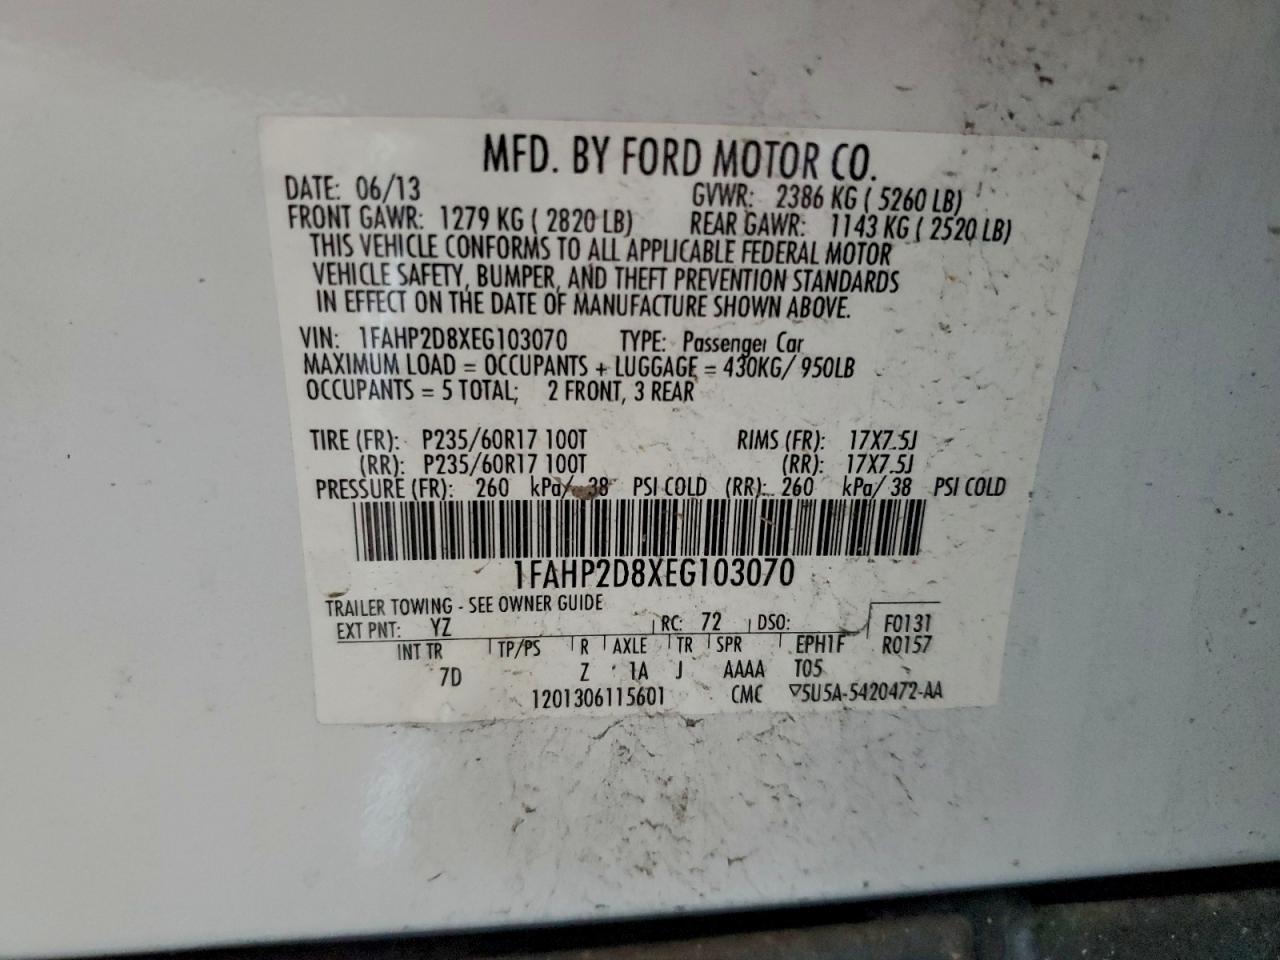 MFD. BY FORD MOTOR CO.
DATE: 06/13 GVWR: 2386 KG ( 5260 LB)
FRONT GAWR: 1279 KG ( 2820 LB) REAR GAWR: 1143 KG ( 2520 LB)
THIS VEHICLE CONFORMS TO ALL APPLICABLE FEDERAL MOTOR
VEHICLE SAFETY, BUMPER, AND THEFT PREVENTION STANDARDS
IN EFFECT ON THE DATE OF MANUFACTURE SHOWN ABOVE.
VIN: 1FAHP2D8XEG103070 TYPE: Passenger Car
MAXIMUM LOAD = OCCUPANTS + LUGGAGE = 430KG/ 950LB
OCCUPANTS = 5 TOTAL; 2 FRONT, 3 REAR
TIRE (FR): P235/60R17 100T RIMS (FR): 17X7.5J
(RR): P235/60R17 100T (RR): 17X7.5J
PRESSURE (FR): 260 kPa/ 38 PSI COLD (RR): 260 kPa/ 38 PSI COLD
1FAHP2D8XEG103070
TRAILER TOWING - SEE OWNER GUIDE
EXT PNT: YZ RC: 72 DSO: F0131
INT TR TP/PS R AXLE TR SPR EPH1F R0157
7D Z 1A J AAAA T05
1201306115601 CMC ▽5U5A-5420472-AA